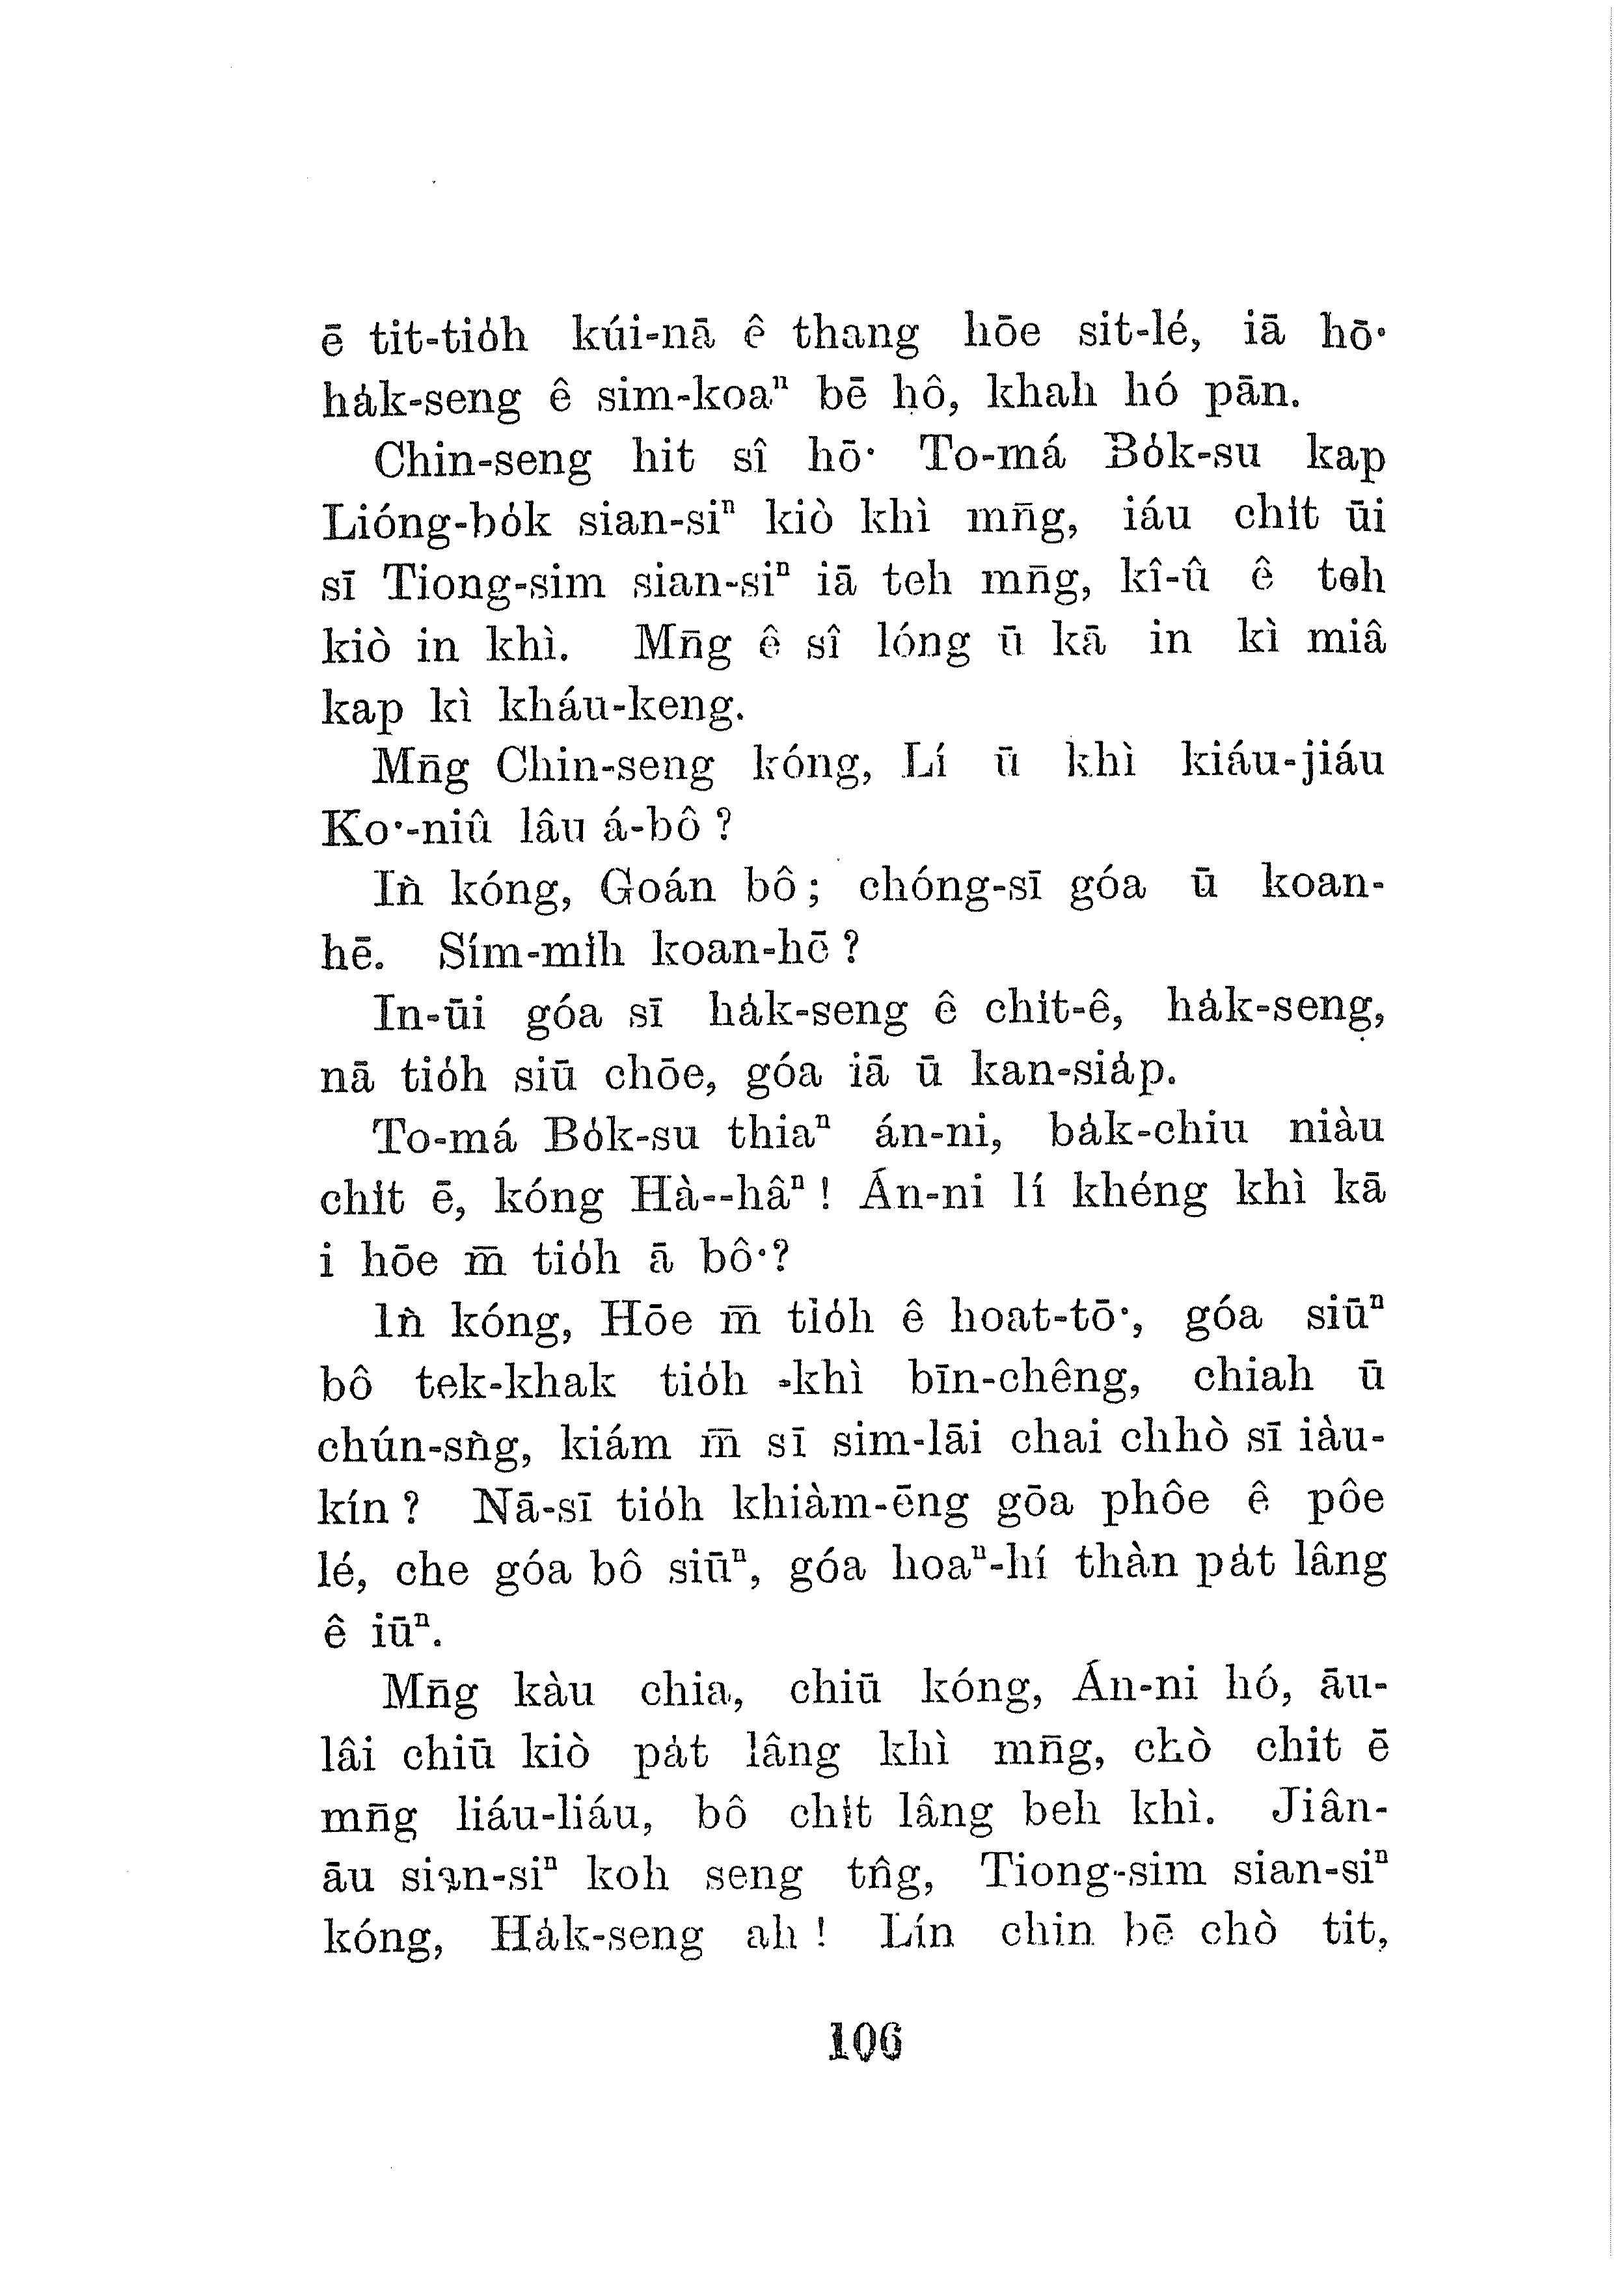 ē tit-tio̍h kúi-nā ê thang hōe sit-lé, iā hō·
ha̍k-seng ê sim-koaⁿ bē hô, khah hó pān.
Chin-seng hit sî hō· To-má Bo̍k-su kap
Lióng-bo̍k sian-siⁿ kiò khì mn̄g, iáu chi̍t ūi
sī Tiong-sim sian-siⁿ iā teh mn̄g, kî-û ê teh
kiò in khì. Mn̄g ê sî lóng ū kā in kì miâ
kap kì kháu-keng.
Mn̄g Chin-seng kóng, Lí ū khì kiáu-jiáu
Ko·-niû lâu á-bô ?
Iǹ kóng, Goán bô ; chóng-sī góa ū koan-
hē. Sím-mi̍h koan-hē ?
In-ūi góa sī ha̍k-seng ê chi̍t-ê, ha̍k-seng,
nā tio̍h siū chōe, góa iā ū kan-sia̍p.
To-má Bo̍k-su thiaⁿ án-ni, ba̍k-chiu niàu
chi̍t ē, kóng Hà--hâⁿ ! Án-ni lí khéng khì kā
i hōe m̄ tio̍h ā bô·?
Iǹ kóng, Hōe m̄ tio̍h ê hoat-tō·, góa siūⁿ
bô tek-khak tio̍h -khì bīn-chêng, chiah ū
chún-sǹg, kiám m̄ sī sim-lāi chai chhò sī iàu-
kín ? Nā-sī tio̍h khiàm-ēng gōa phôe ê pôe
lé, che góa bô siūⁿ, góa hoaⁿ-hí thàn pa̍t lâng
ê iūⁿ.
Mn̄g kàu chia, chiū kóng, Án-ni hó, āu-
lâi chiū kiò pa̍t lâng khì mn̄g, chò chit ē
mn̄g liáu-liáu, bô chi̍t lâng beh khì. Jiân-
āu sian-siⁿ koh seng tn̂g, Tiong-sim sian-siⁿ
kóng, Ha̍k-seng ah ! Lín chin bē chò tit,
106